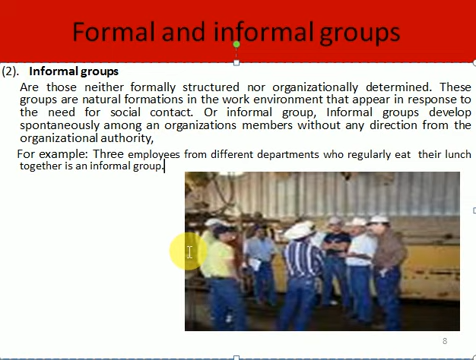 Formal and informal groups
(2). Informal groups
Are those neither formally structured nor organizationally determined. These
groups are natural formations in the work environment that appear in response to
the need for social contact. Or informal group, Informal groups develop
spontaneously among an organizations members without any direction from the
organizational authority,
For example: Three employees from different departments who regularly eat their lunch
together is an informal group.
8